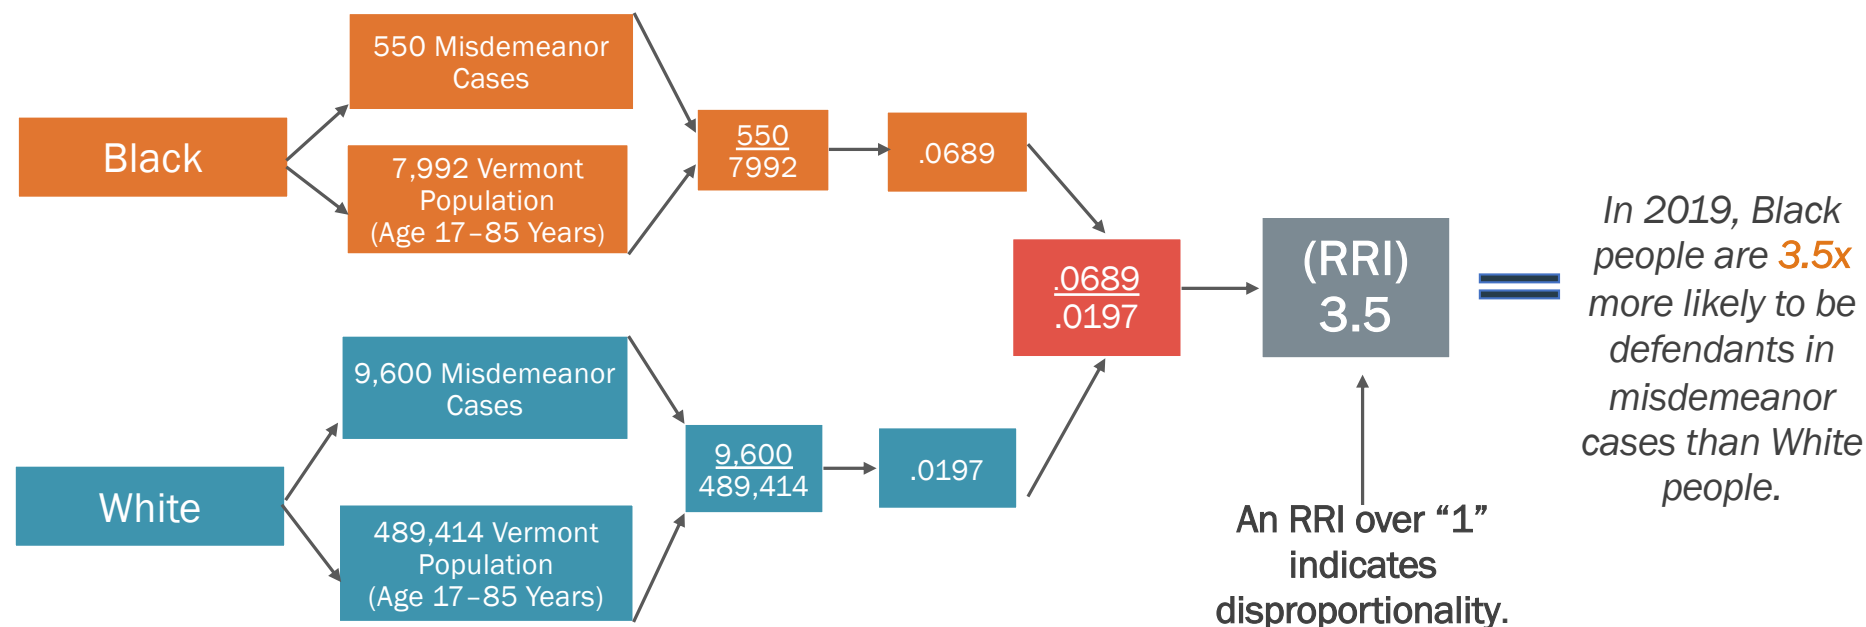 Black
550 Misdemeanor
Cases
7,992 Vermont
Population
(Age 17–85 Years)
550
7992
.0689
White
9,600 Misdemeanor
Cases
489,414 Vermont
Population
(Age 17–85 Years)
9,600
489,414
.0197
.0689
.0197
(RRI)
3.5
An RRI over “1”
indicates
disproportionality.
In 2019, Black
people are 3.5x
more likely to be
defendants in
misdemeanor
cases than White
people.